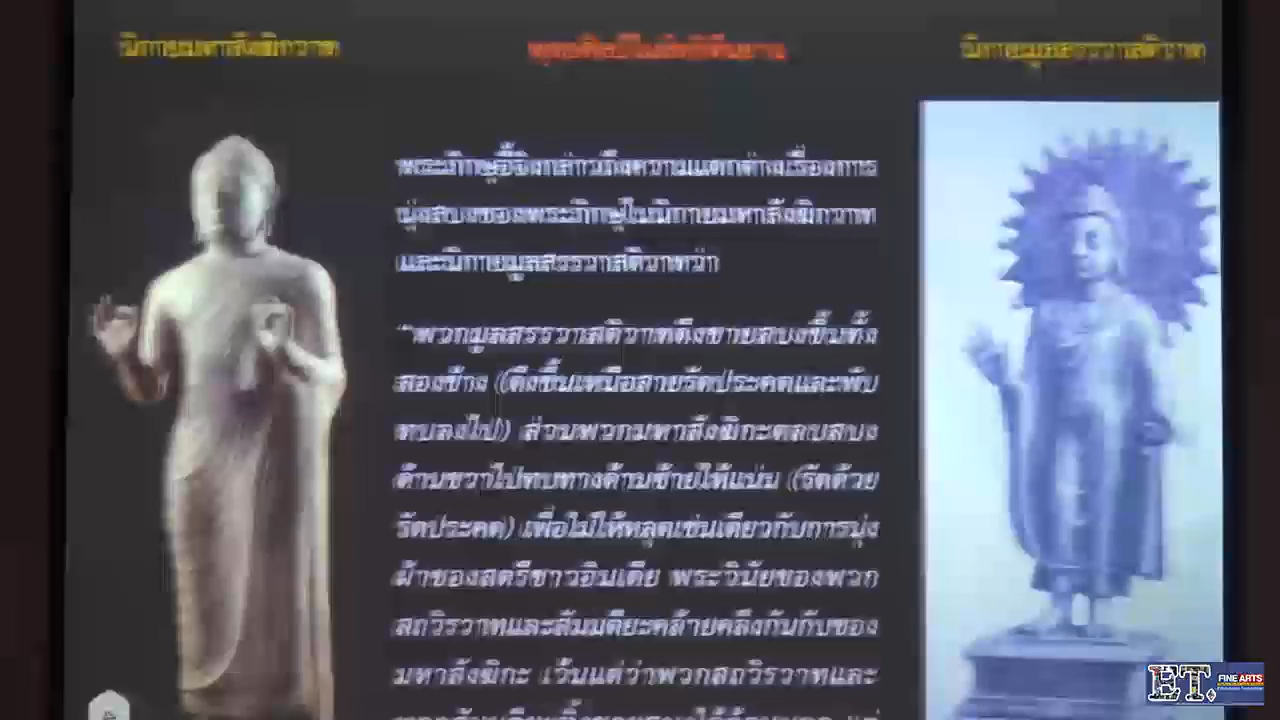 นิกายมหาสังฆิกวาท
นิกายมูลสรรวาสติวาท
พระภิกษุอี้จิงกล่าวถึงความแตกต่างเรื่องการ
นุ่งสบงของพระภิกษุในนิกายมหาสังฆิกวาท
และนิกายมูลสรรวาสติวาทว่า
"พวกมูลสรรวาสติวาทดึงชายสบงขึ้นทั้ง
สองข้าง (ดึงขึ้นเหนือสายรัดประคดและพับ
ทบลงไป) ส่วนพวกมหาสังฆิกะตลบสบง
ด้านขวาไปทบทางด้านซ้ายให้แน่น (รัดด้วย
รัดประคด) เพื่อไม่ให้หลุดเช่นเดียวกับการนุ่ง
ผ้าของสตรีชาวอินเดีย พระวินัยของพวก
สถวิรวาทและสัมมติยะคล้ายคลึงกันกับของ
มหาสังฆิกะ เว้นแต่ว่าพวกสถวิรวาทและ
ET.
FINE ARTS